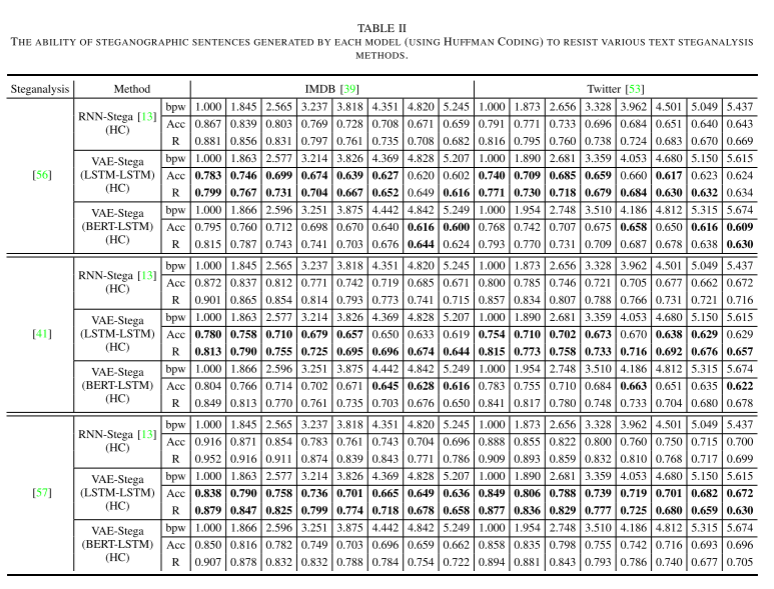 TABLE II
THE ABILITY OF STEGANOGRAPHIC SENTENCES GENERATED BY EACH MODEL (USING HUFFMAN CODING) TO RESIST VARIOUS TEXT STEGANALYSIS
METHODS.
Steganalysis Method IMDB [39] Twitter [53]
[56]
RNN-Stega [13]
(HC)
bpw 1.000 1.845 2.565 3.237 3.818 4.351 4.820 5.245 1.000 1.873 2.656 3.328 3.962 4.501 5.049 5.437
Acc 0.867 0.839 0.803 0.769 0.728 0.708 0.671 0.659 0.791 0.771 0.733 0.696 0.684 0.651 0.640 0.643
R 0.881 0.856 0.831 0.797 0.761 0.735 0.708 0.682 0.816 0.795 0.760 0.738 0.724 0.683 0.670 0.669
VAE-Stega
(LSTM-LSTM)
(HC)
bpw 1.000 1.863 2.577 3.214 3.826 4.369 4.828 5.207 1.000 1.890 2.681 3.359 4.053 4.680 5.150 5.615
Acc 0.783 0.746 0.699 0.674 0.639 0.627 0.620 0.602 0.740 0.709 0.685 0.659 0.660 0.617 0.623 0.624
R 0.799 0.767 0.731 0.704 0.667 0.652 0.649 0.616 0.771 0.730 0.718 0.679 0.684 0.630 0.632 0.634
VAE-Stega
(BERT-LSTM)
(HC)
bpw 1.000 1.866 2.596 3.251 3.875 4.442 4.842 5.249 1.000 1.954 2.748 3.510 4.186 4.812 5.315 5.674
Acc 0.795 0.760 0.712 0.698 0.670 0.640 0.616 0.600 0.768 0.742 0.707 0.675 0.658 0.650 0.616 0.609
R 0.815 0.787 0.743 0.741 0.703 0.676 0.644 0.624 0.793 0.770 0.731 0.709 0.687 0.678 0.638 0.630
[41]
RNN-Stega [13]
(HC)
bpw 1.000 1.845 2.565 3.237 3.818 4.351 4.820 5.245 1.000 1.873 2.656 3.328 3.962 4.501 5.049 5.437
Acc 0.872 0.837 0.812 0.771 0.742 0.719 0.685 0.671 0.800 0.785 0.746 0.721 0.705 0.677 0.662 0.672
R 0.901 0.865 0.854 0.814 0.793 0.773 0.741 0.715 0.857 0.834 0.807 0.788 0.766 0.731 0.721 0.716
VAE-Stega
(LSTM-LSTM)
(HC)
bpw 1.000 1.863 2.577 3.214 3.826 4.369 4.828 5.207 1.000 1.890 2.681 3.359 4.053 4.680 5.150 5.615
Acc 0.780 0.758 0.710 0.679 0.657 0.650 0.633 0.619 0.754 0.710 0.702 0.673 0.670 0.638 0.629 0.629
R 0.813 0.790 0.755 0.725 0.695 0.696 0.674 0.644 0.815 0.773 0.758 0.733 0.716 0.692 0.676 0.657
VAE-Stega
(BERT-LSTM)
(HC)
bpw 1.000 1.866 2.596 3.251 3.875 4.442 4.842 5.249 1.000 1.954 2.748 3.510 4.186 4.812 5.315 5.674
Acc 0.804 0.766 0.714 0.702 0.671 0.645 0.628 0.616 0.783 0.755 0.710 0.684 0.663 0.651 0.635 0.622
R 0.849 0.813 0.770 0.761 0.735 0.703 0.676 0.650 0.841 0.817 0.780 0.748 0.733 0.704 0.680 0.678
[57]
RNN-Stega [13]
(HC)
bpw 1.000 1.845 2.565 3.237 3.818 4.351 4.820 5.245 1.000 1.873 2.656 3.328 3.962 4.501 5.049 5.437
Acc 0.916 0.871 0.854 0.783 0.761 0.743 0.704 0.696 0.888 0.855 0.822 0.800 0.760 0.750 0.715 0.700
R 0.952 0.916 0.911 0.874 0.839 0.843 0.771 0.786 0.909 0.893 0.859 0.832 0.810 0.768 0.717 0.699
VAE-Stega
(LSTM-LSTM)
(HC)
bpw 1.000 1.863 2.577 3.214 3.826 4.369 4.828 5.207 1.000 1.890 2.681 3.359 4.053 4.680 5.150 5.615
Acc 0.838 0.790 0.758 0.736 0.701 0.665 0.649 0.636 0.849 0.806 0.788 0.739 0.719 0.701 0.682 0.672
R 0.879 0.847 0.825 0.799 0.774 0.718 0.678 0.658 0.877 0.836 0.829 0.777 0.725 0.680 0.659 0.630
VAE-Stega
(BERT-LSTM)
(HC)
bpw 1.000 1.866 2.596 3.251 3.875 4.442 4.842 5.249 1.000 1.954 2.748 3.510 4.186 4.812 5.315 5.674
Acc 0.850 0.816 0.782 0.749 0.703 0.696 0.659 0.662 0.858 0.835 0.798 0.755 0.742 0.716 0.693 0.696
R 0.907 0.878 0.832 0.832 0.788 0.784 0.754 0.722 0.894 0.881 0.843 0.793 0.786 0.740 0.677 0.705